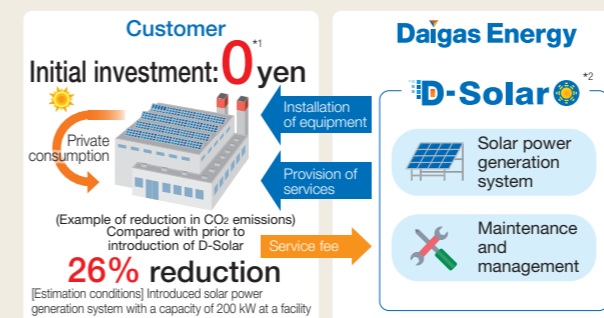 Customer
Initial investment: 0 yen *1
Private
consumption
(Example of reduction in CO2 emissions)
Compared with prior to
introduction of D-Solar
26% reduction
[Estimation conditions] Introduced solar power
generation system with a capacity of 200 kW at a facility
Installation
of equipment
Provision of
services
Service fee
Daigas Energy
D-Solar *2
Solar power
generation
system
Maintenance
and
management